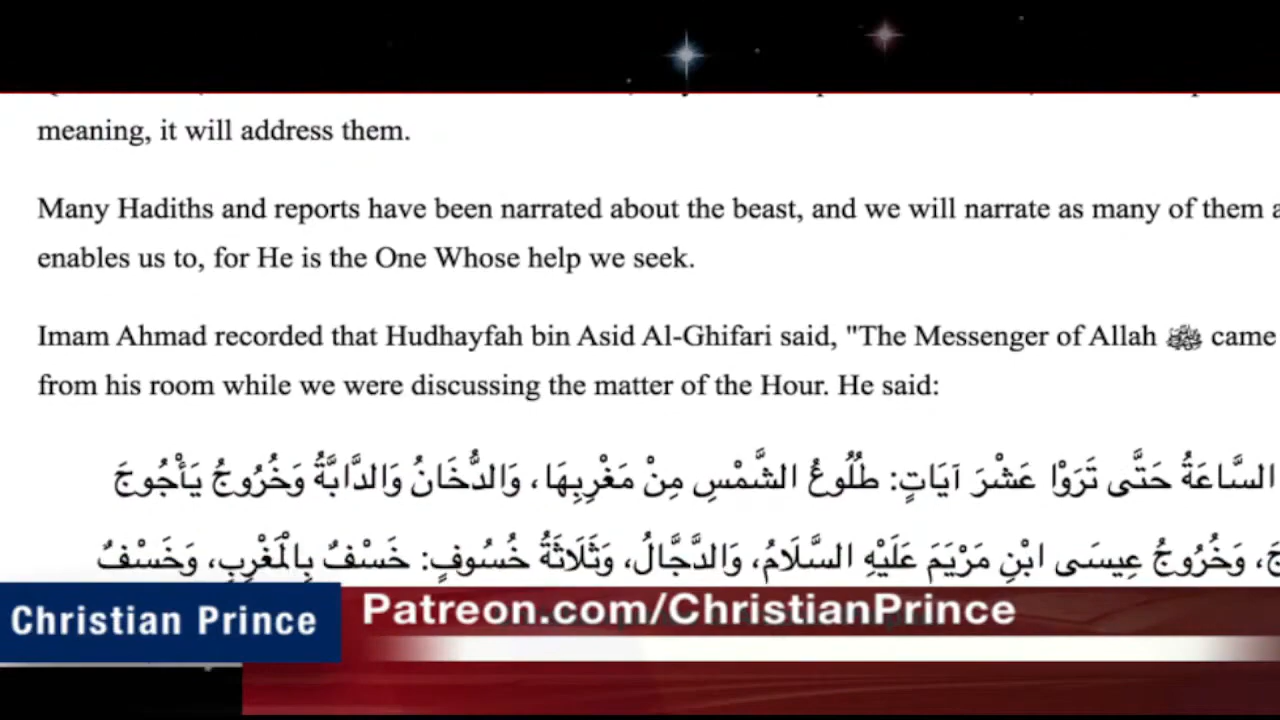 meaning, it will address them.
Many Hadiths and reports have been narrated about the beast, and we will narrate as many of them
enables us to, for He is the One Whose help we seek.
Imam Ahmad recorded that Hudhayfah bin Asid Al-Ghifari said, "The Messenger of Allah ﷺ came
from his room while we were discussing the matter of the Hour. He said:
السَّاعَةُ حَتَّى تَرَوْا عَشْرَ آيَاتٍ: طُلُوعُ الشَّمْسِ مِنْ مَغْرِبِهَا، وَالدُّخَانُ وَالدَّابَّةُ وَخُرُوجُ يَأْجُوجَ
وَخُرُوجُ عِيسَى ابْنِ مَرْيَمَ عَلَيْهِ السَّلَامُ، وَالدَّجَّالُ، وَثَلَاثَةُ خُسُوفٍ: خَسْفٌ بِالْمَغْرِبِ، وَخَسْفٌ
Christian Prince
Patreon.com/ChristianPrince